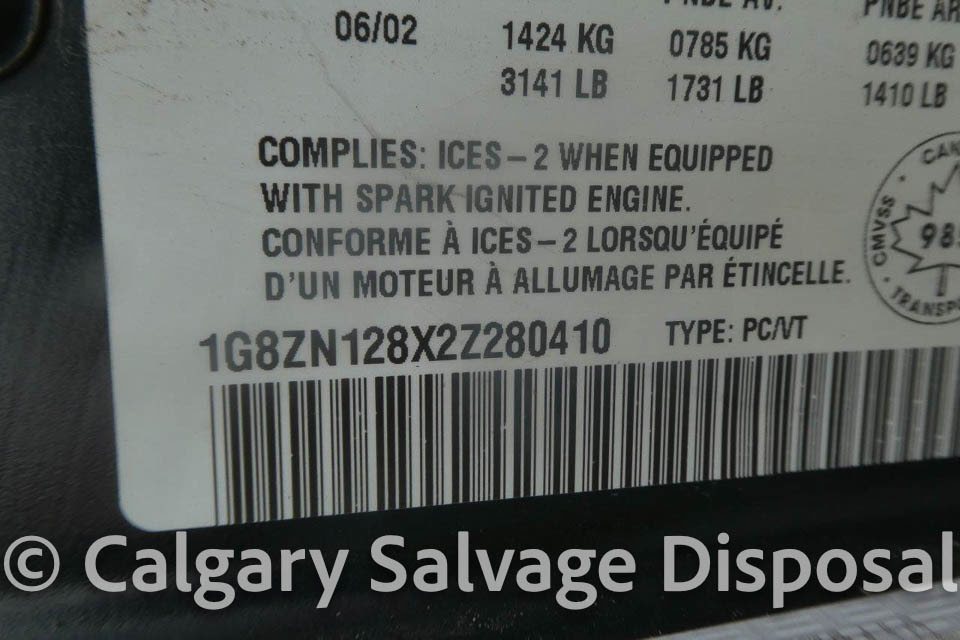 06/02 1424 KG 0785 KG 0639 KG
3141 LB 1731 LB 1410 LB
COMPLIES: ICES-2 WHEN EQUIPPED
WITH SPARK IGNITED ENGINE.
CONFORME À ICES-2 LORSQU'ÉQUIPÉ
D'UN MOTEUR À ALLUMAGE PAR ÉTINCELLE.
CMVSS
1G8ZN128X2Z280410 TYPE: PC/VT
© Calgary Salvage Disposal